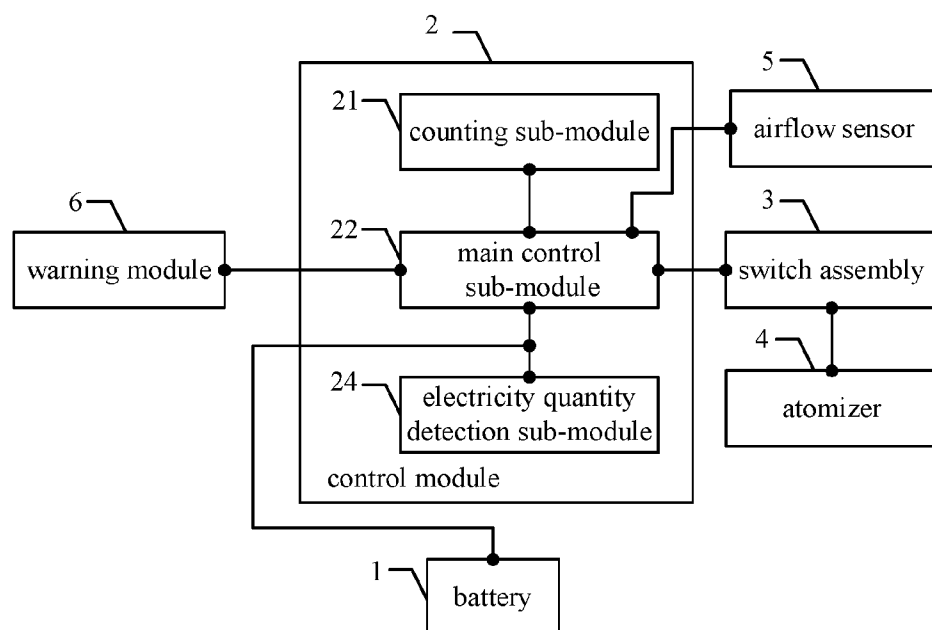 2
5
21
counting sub-module
airflow sensor
6
22
3
warning module
main control
sub-module
switch assembly
4
24
electricity quantity
detection sub-module
atomizer
control module
1
battery